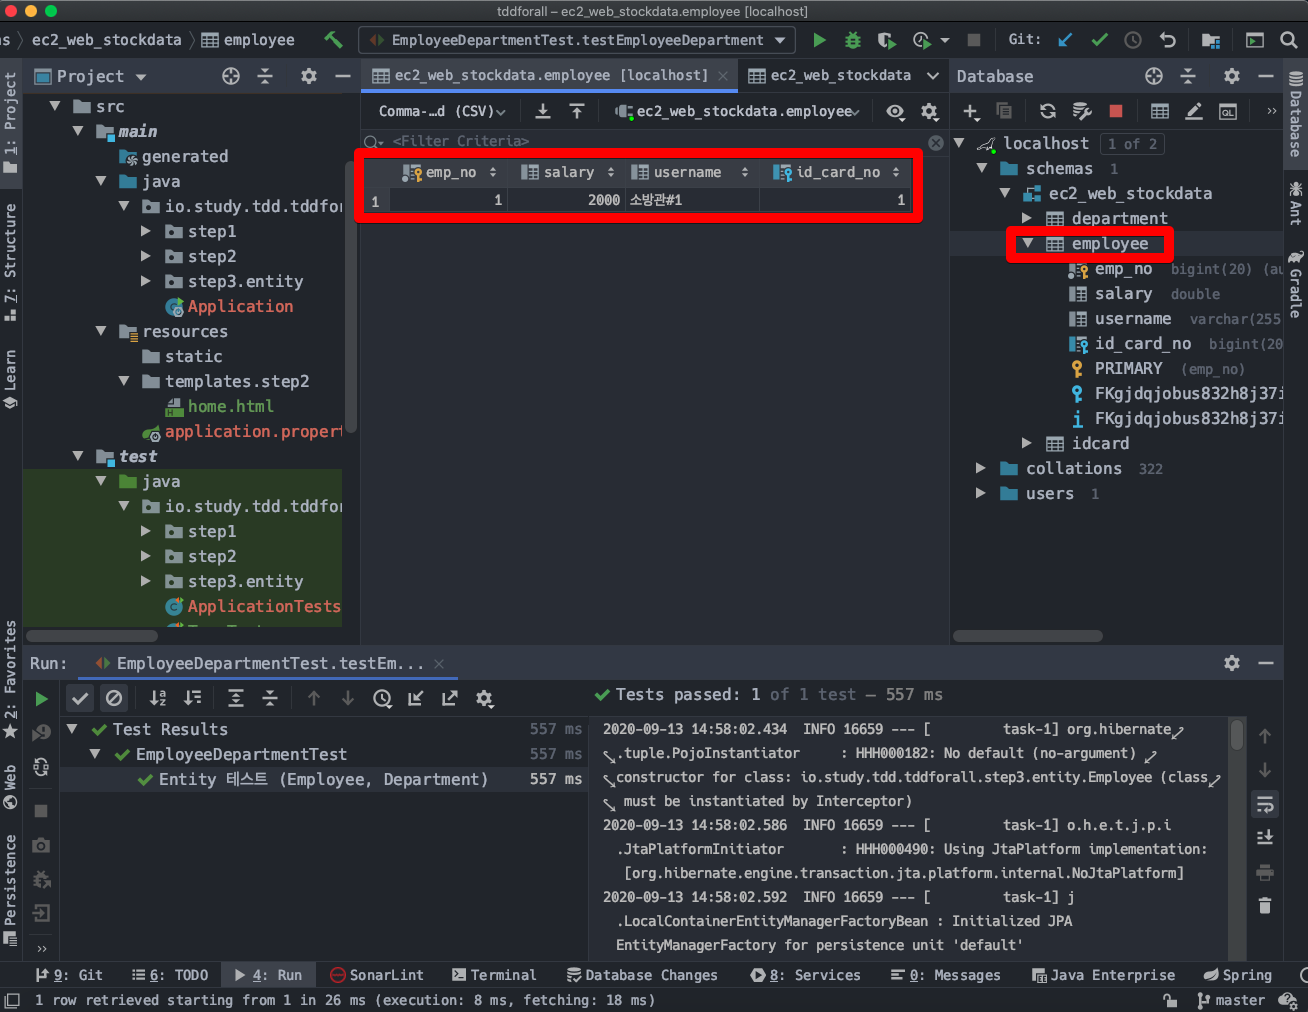 tddforall – ec2_web_stockdata.employee [localhost]
ec2_web_stockdata employee EmployeeDepartmentTest.testEmployeeDepartment Git:
1: Project
7: Structure
Learn
2: Favorites
Web
Persistence
Project
src
main
generated
java
io.study.tdd.tddfor
step1
step2
step3.entity
Application
resources
static
templates.step2
home.html
application.proper
test
java
io.study.tdd.tddfor
step1
step2
step3.entity
ApplicationTests
ec2_web_stockdata.employee [localhost] ec2_web_stockdata
Comma-…d (CSV) ec2_web_stockdata.employee
<Filter Criteria>
emp_no salary username id_card_no
1 1 2000 소방관#1 1
Database
localhost 1 of 2
schemas 1
ec2_web_stockdata
department
employee
emp_no bigint(20) (au
salary double
username varchar(255
id_card_no bigint(20
PRIMARY (emp_no)
FKgjdqjobus832h8j37i
FKgjdqjobus832h8j37i
idcard
collations 322
users 1
Database
Ant
Gradle
Run: EmployeeDepartmentTest.testEm...
Tests passed: 1 of 1 test – 557 ms
Test Results 557 ms
EmployeeDepartmentTest 557 ms
Entity 테스트 (Employee, Department) 557 ms
2020-09-13 14:58:02.434 INFO 16659 --- [ task-1] org.hibernate
.tuple.PojoInstantiator : HHH000182: No default (no-argument)
constructor for class: io.study.tdd.tddforall.step3.entity.Employee (class
must be instantiated by Interceptor)
2020-09-13 14:58:02.586 INFO 16659 --- [ task-1] o.h.e.t.j.p.i
.JtaPlatformInitiator : HHH000490: Using JtaPlatform implementation:
[org.hibernate.engine.transaction.jta.platform.internal.NoJtaPlatform]
2020-09-13 14:58:02.592 INFO 16659 --- [ task-1] j
.LocalContainerEntityManagerFactoryBean : Initialized JPA
EntityManagerFactory for persistence unit 'default'
9: Git 6: TODO 4: Run SonarLint Terminal Database Changes 8: Services 0: Messages Java Enterprise Spring
1 row retrieved starting from 1 in 26 ms (execution: 8 ms, fetching: 18 ms) master